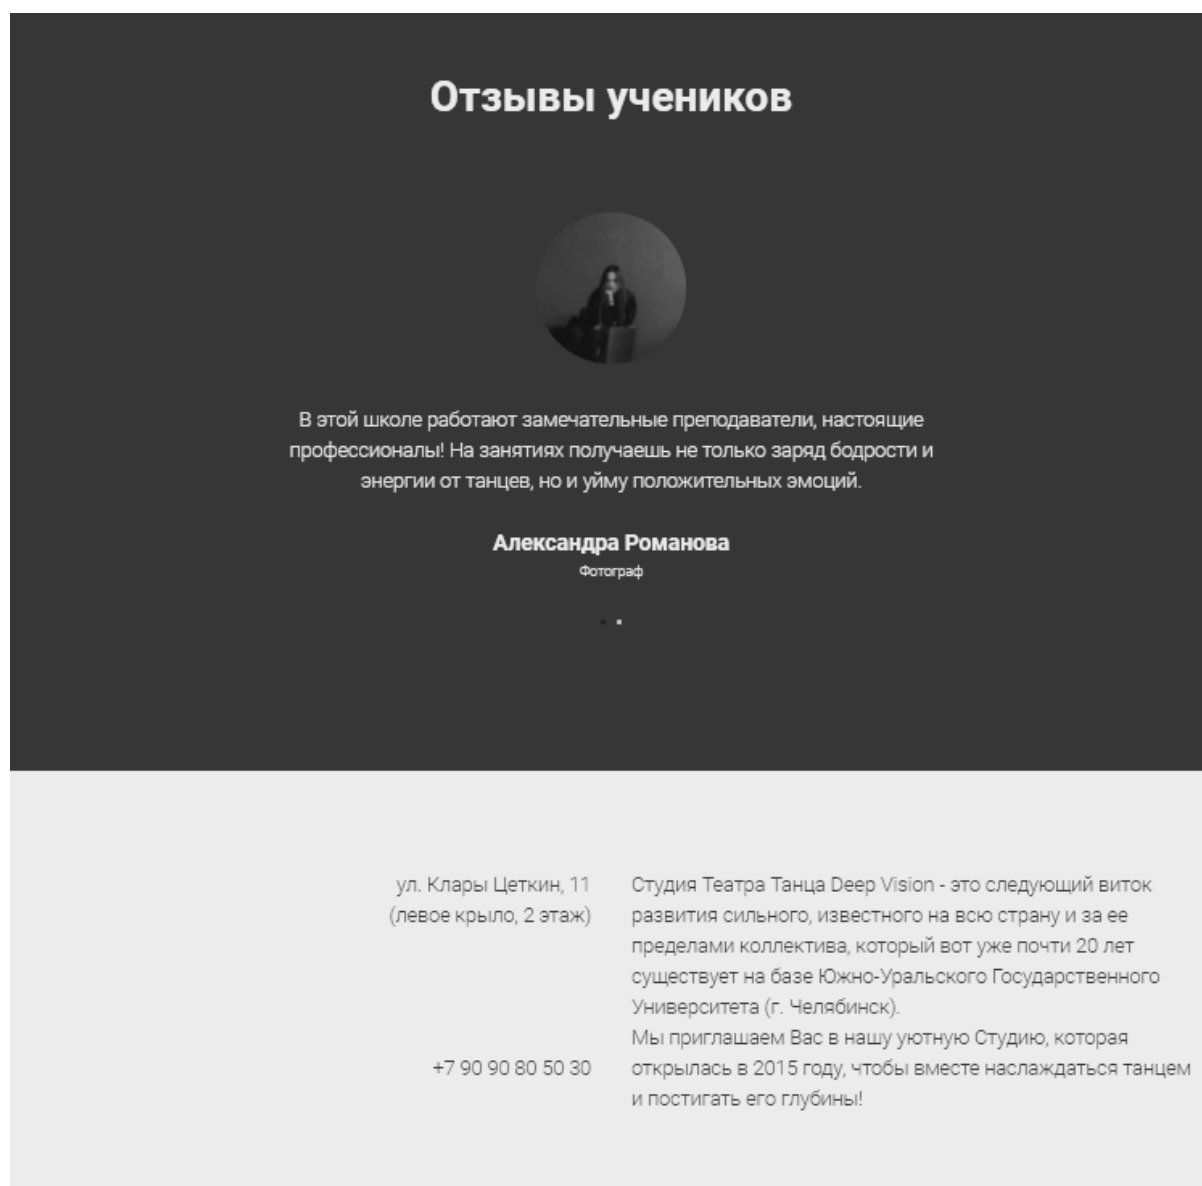 Отзывы учеников
В этой школе работают замечательные преподаватели, настоящие
профессионалы! На занятиях получаешь не только заряд бодрости и
энергии от танцев, но и уйму положительных эмоций.
Александра Романова
Фотограф
ул. Клары Цеткин, 11
(левое крыло, 2 этаж)
+7 90 90 80 50 30
Студия Театра Танца Deep Vision - это следующий виток
развития сильного, известного на всю страну и за ее
пределами коллектива, который вот уже почти 20 лет
существует на базе Южно-Уральского Государственного
Университета (г. Челябинск).
Мы приглашаем Вас в нашу уютную Студию, которая
открылась в 2015 году, чтобы вместе наслаждаться танцем
и постигать его глубины!